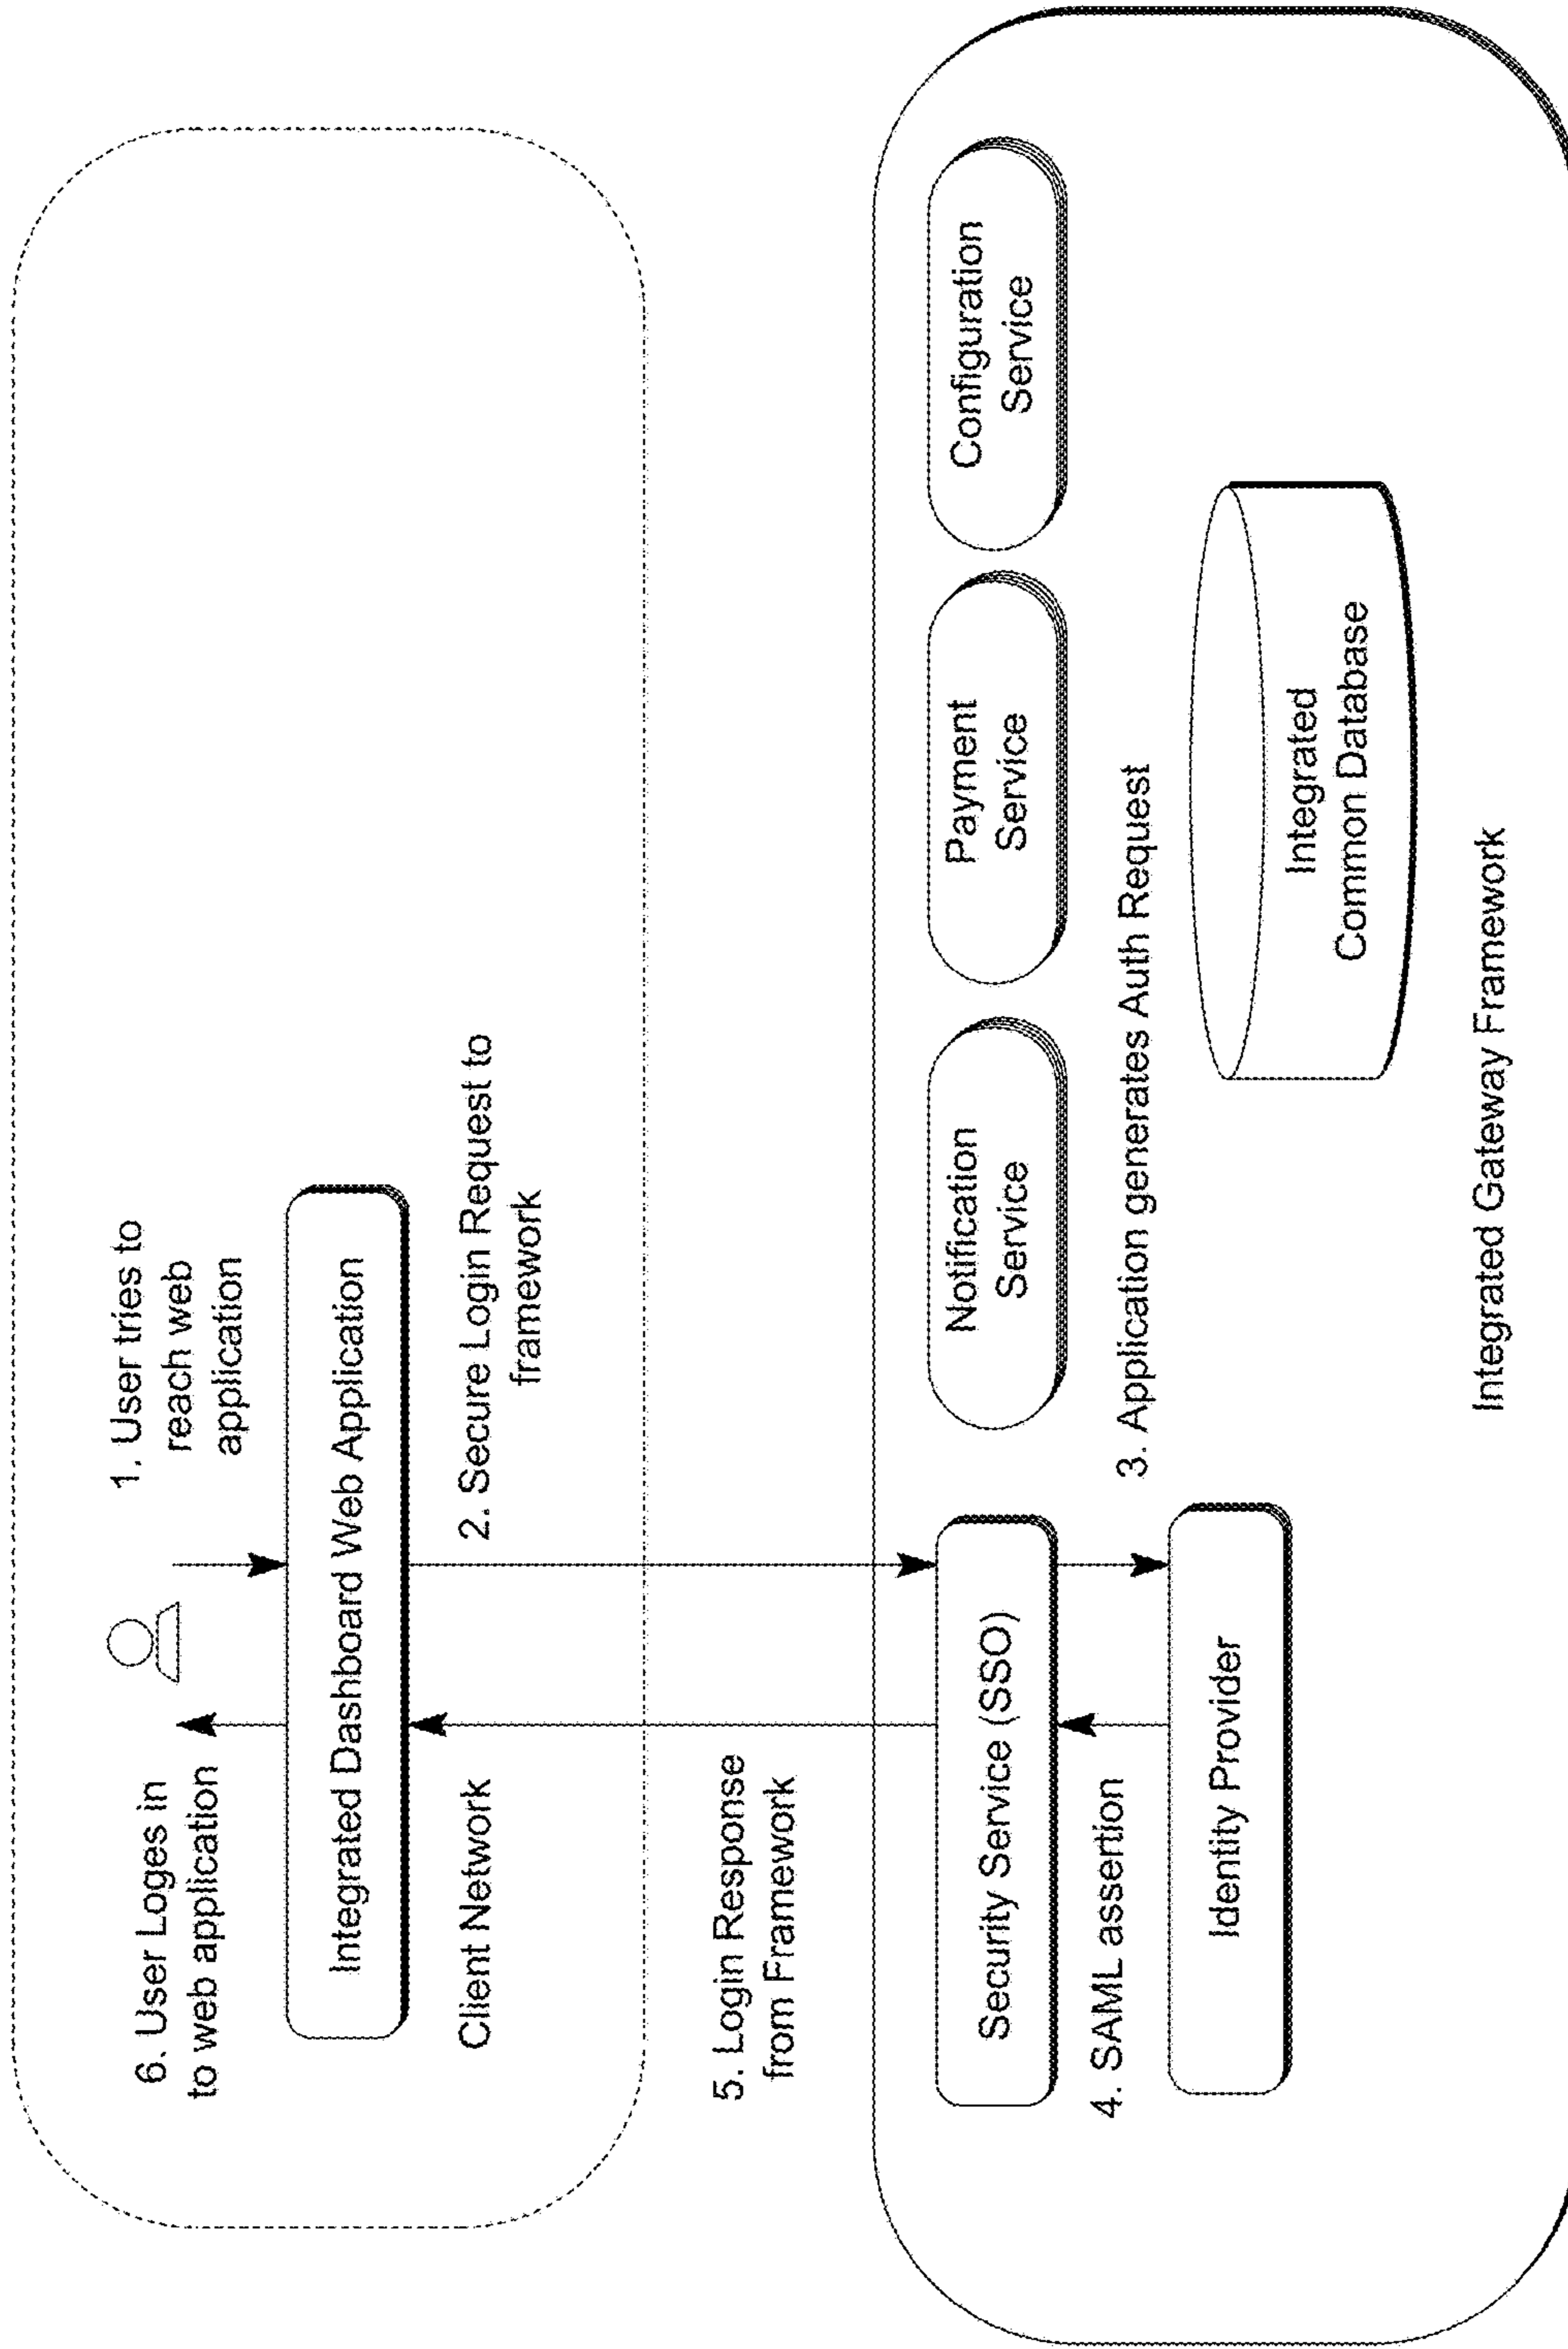 6. User Loges in
to web application
1. User tries to
reach web
application
Integrated Dashboard Web Application
Client Network
2. Secure Login Request to
framework
5. Login Response
from Framework
Security Service (SSO)
Notification
Service
Payment
Service
Configuration
Service
4. SAML assertion
3. Application generates Auth Request
Identity Provider
Integrated
Common Database
Integrated Gateway Framework